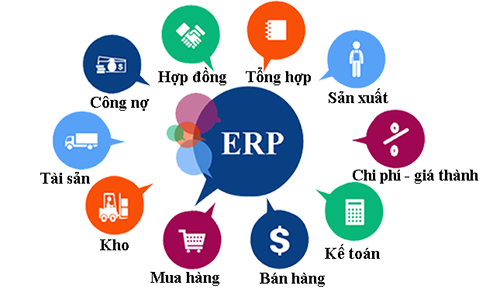 Hợp đồng
Tổng hợp
Công nợ
Sản xuất
ERP
Tài sản
Chi phí - giá thành
Kho
Kế toán
Mua hàng
$
Bán hàng